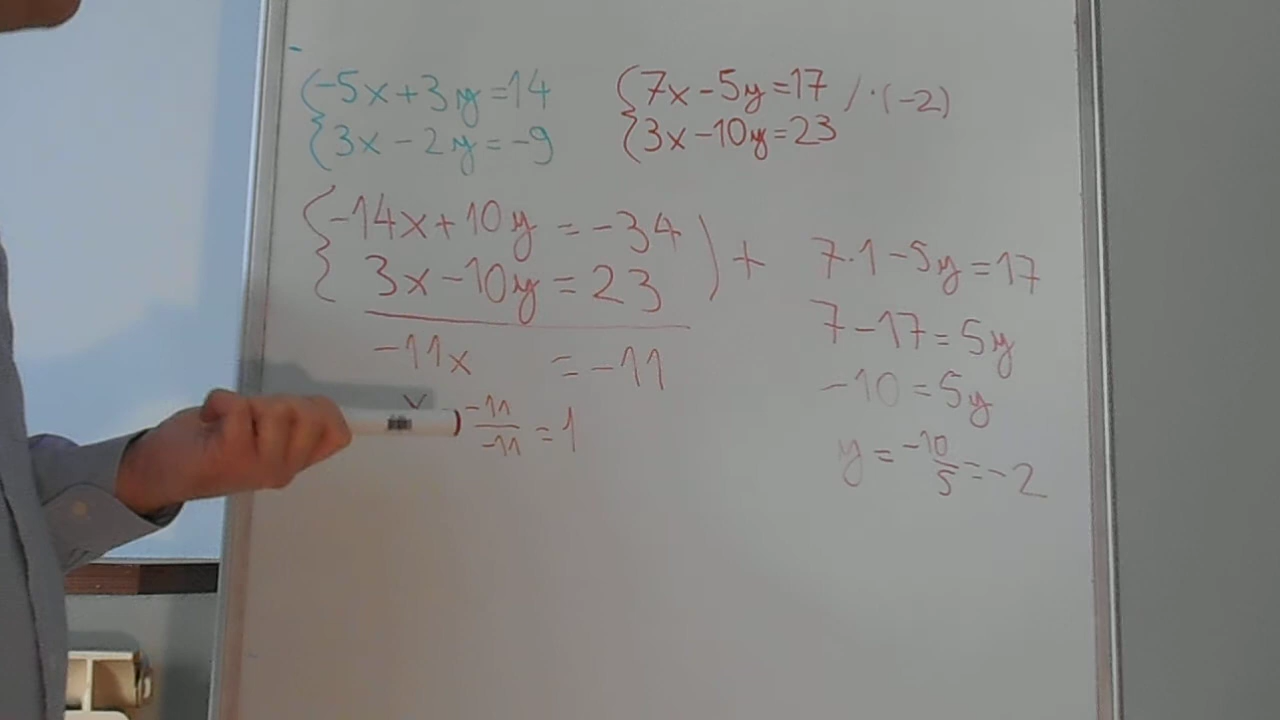 -5x+3y=14
3x-2y=-9
7x-5y=17 /·(-2)
3x-10y=23
-14x+10y=-34
3x-10y=23
+
-11x =-11
x -11/-11 =1
7·1-5y=17
7-17=5y
-10=5y
y=-10/5=-2